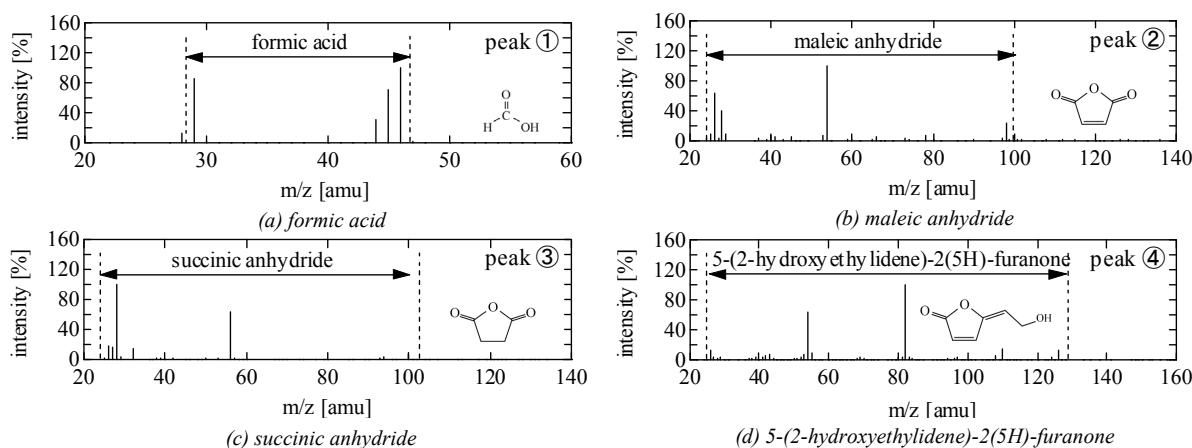 160
120
80
40
0
intensity [%]
formic acid
peak ①
O
C
H
OH
20 30 40 50 60
m/z [amu]
(a) formic acid
160
120
80
40
0
intensity [%]
maleic anhydride
peak ②
O
O
O
20 40 60 80 100 120 140
m/z [amu]
(b) maleic anhydride
160
120
80
40
0
intensity [%]
succinic anhydride
peak ③
O
O
O
20 40 60 80 100 120 140
m/z [amu]
(c) succinic anhydride
160
120
80
40
0
intensity [%]
5-(2-hydroxyethylidene)-2(5H)-furanone
peak ④
O
O
OH
20 40 60 80 100 120 140 160
m/z [amu]
(d) 5-(2-hydroxyethylidene)-2(5H)-furanone